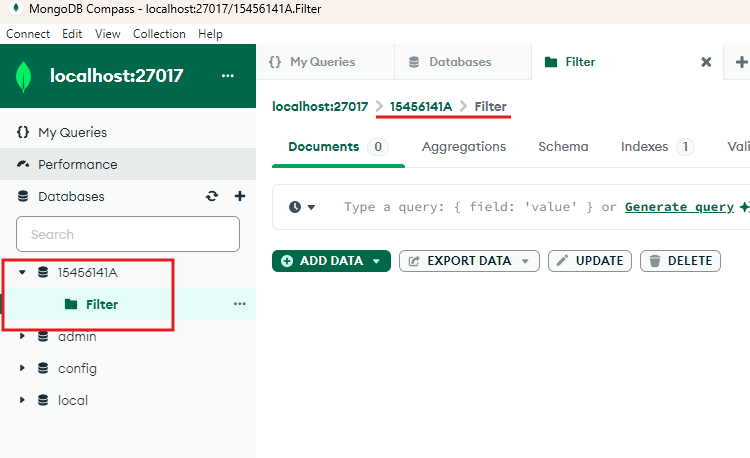 MongoDB Compass - localhost:27017/15456141A.Filter
Connect Edit View Collection Help
localhost:27017 ...
{} My Queries
Performance
Databases
Search
15456141A
Filter ...
admin
config
local
{} My Queries Databases Filter
localhost:27017 > 15456141A > Filter
Documents 0 Aggregations Schema Indexes 1 Vali
Type a query: { field: 'value' } or Generate query
ADD DATA EXPORT DATA UPDATE DELETE